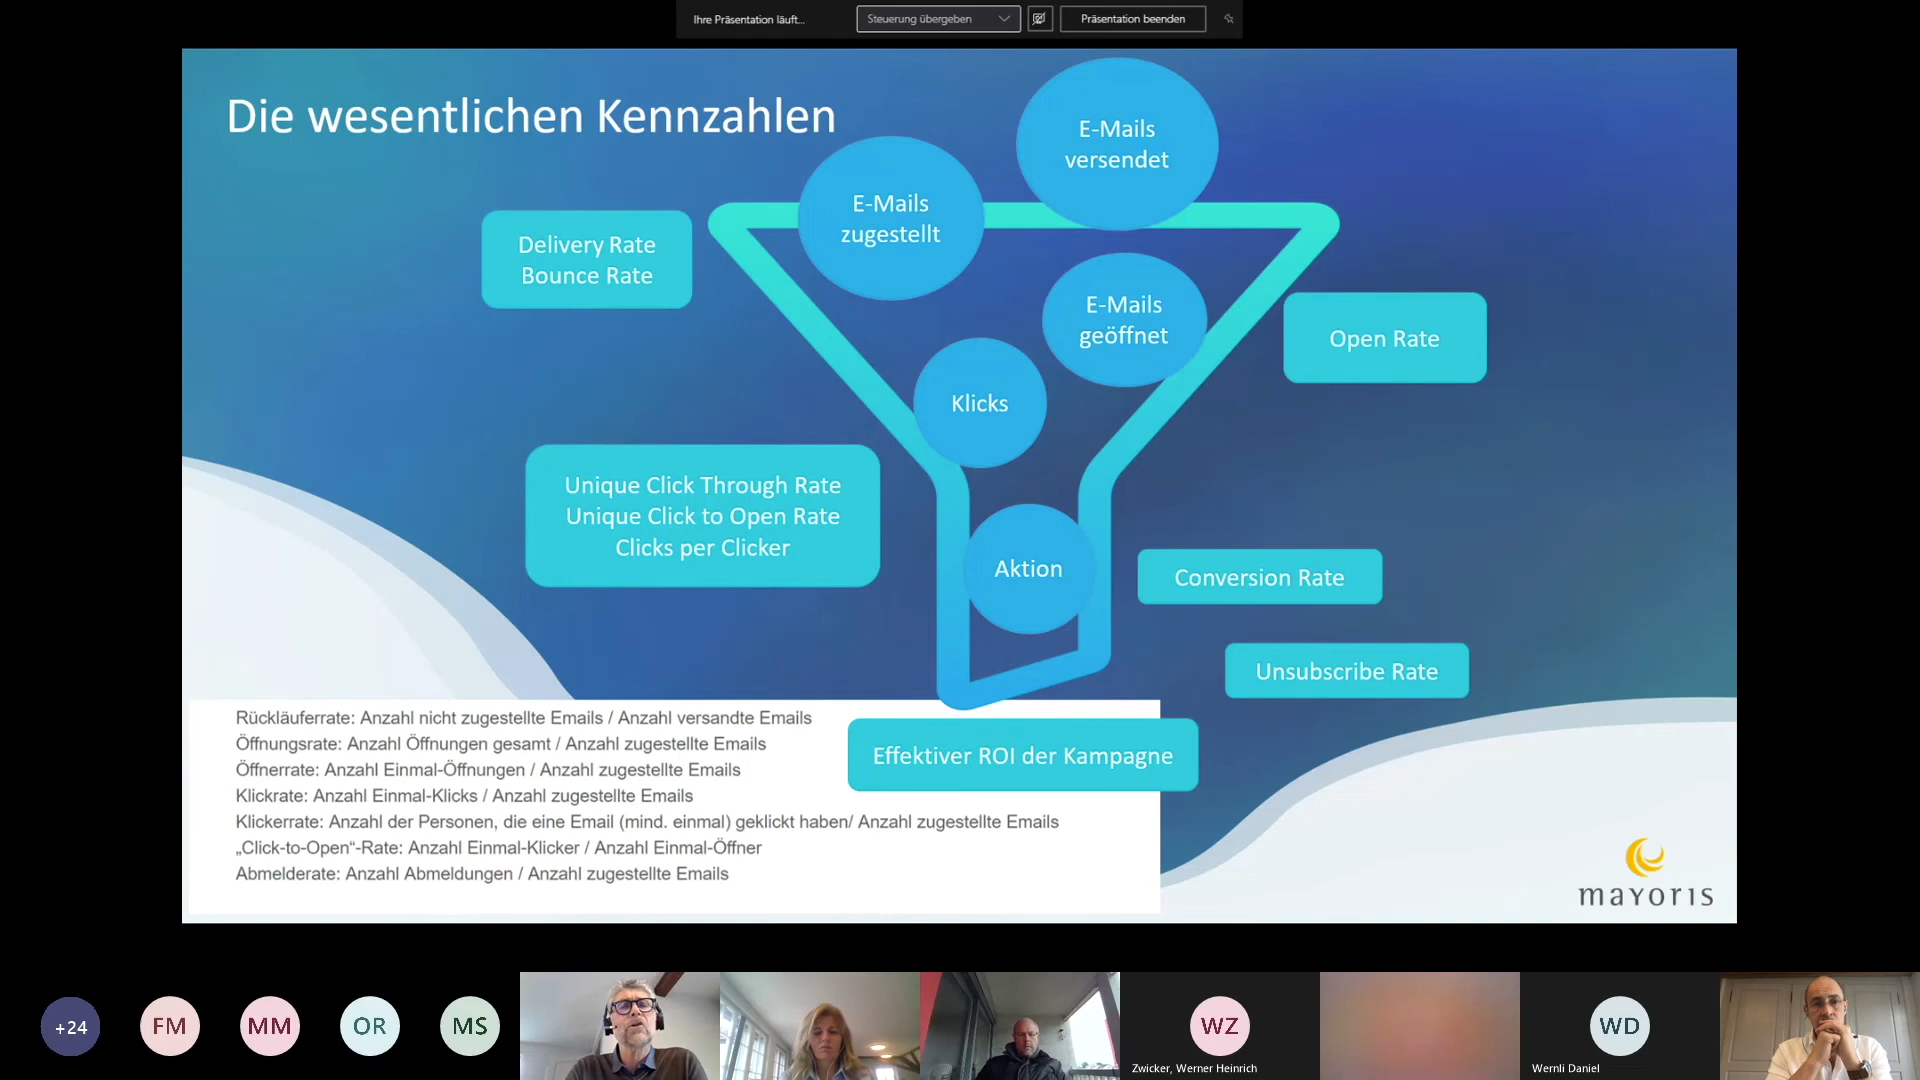 Ihre Präsentation läuft...
Steuerung übergeben
Präsentation beenden
Die wesentlichen Kennzahlen
E-Mails
versendet
E-Mails
zugestellt
Delivery Rate
Bounce Rate
E-Mails
geöffnet
Open Rate
Klicks
Unique Click Through Rate
Unique Click to Open Rate
Clicks per Clicker
Aktion
Conversion Rate
Unsubscribe Rate
Effektiver ROI der Kampagne
Rückläuferrate: Anzahl nicht zugestellte Emails / Anzahl versandte Emails
Öffnungsrate: Anzahl Öffnungen gesamt / Anzahl zugestellte Emails
Öffnerrate: Anzahl Einmal-Öffnungen / Anzahl zugestellte Emails
Klickrate: Anzahl Einmal-Klicks / Anzahl zugestellte Emails
Klickerrate: Anzahl der Personen, die eine Email (mind. einmal) geklickt haben/ Anzahl zugestellte Emails
„Click-to-Open“-Rate: Anzahl Einmal-Klicker / Anzahl Einmal-Öffner
Abmelderate: Anzahl Abmeldungen / Anzahl zugestellte Emails
mayoris
+24
FM
MM
OR
MS
WZ
Zwicker, Werner Heinrich
WD
Wernli Daniel